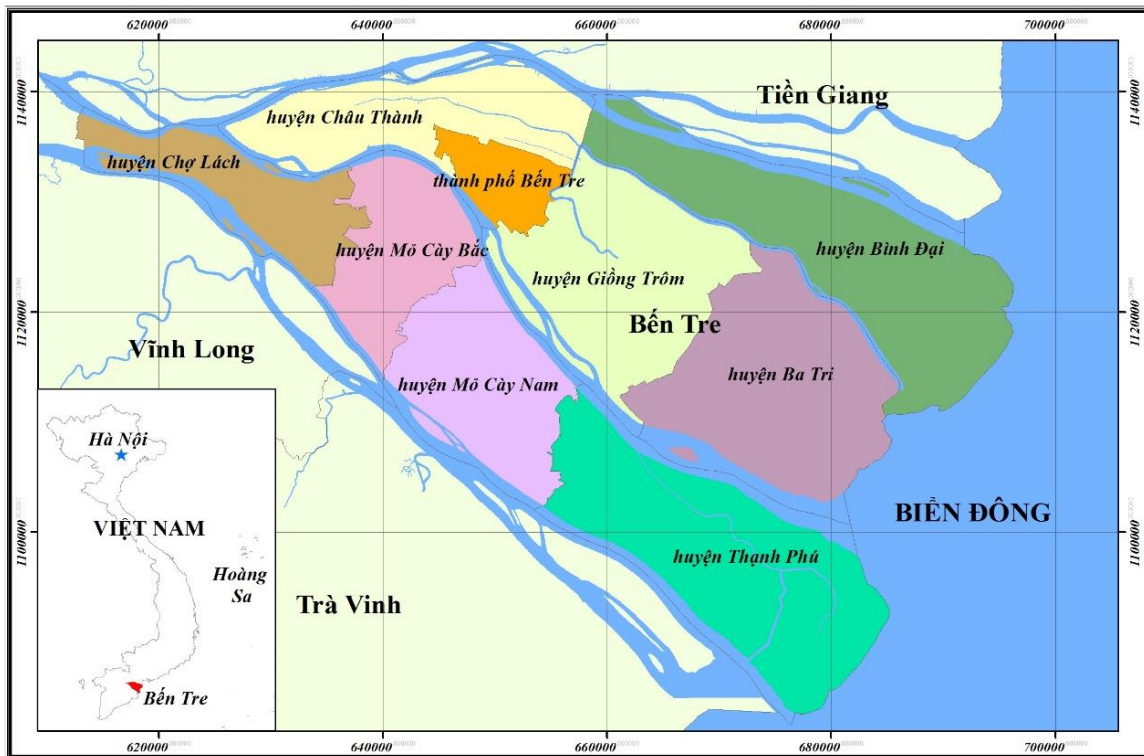 620000
640000
660000
680000
700000
1140000
1140000
Tiền Giang
huyện Châu Thành
huyện Chợ Lách
thành phố Bến Tre
huyện Mỏ Cày Bắc
huyện Bình Đại
huyện Giồng Trôm
1120000
1120000
Bến Tre
Vĩnh Long
huyện Ba Tri
huyện Mỏ Cày Nam
Hà Nội
BIỂN ĐÔNG
VIỆT NAM
1100000
1100000
huyện Thạnh Phú
Hoàng
Sa
Trà Vinh
Bến Tre
620000
640000
660000
680000
700000